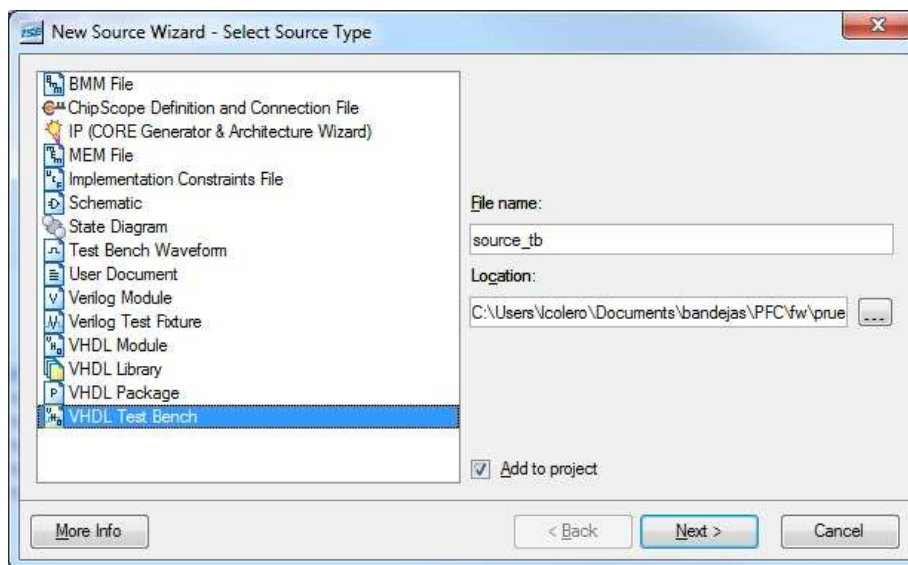 ISE New Source Wizard - Select Source Type
BMM File
ChipScope Definition and Connection File
IP (CORE Generator & Architecture Wizard)
MEM File
Implementation Constraints File
Schematic
State Diagram
Test Bench Waveform
User Document
Verilog Module
Verilog Test Fixture
VHDL Module
VHDL Library
VHDL Package
VHDL Test Bench
File name:
source_tb
Location:
C:\Users\lcolero\Documents\bandejas\PFC\fw\prue
...
Add to project
More Info
< Back
Next >
Cancel